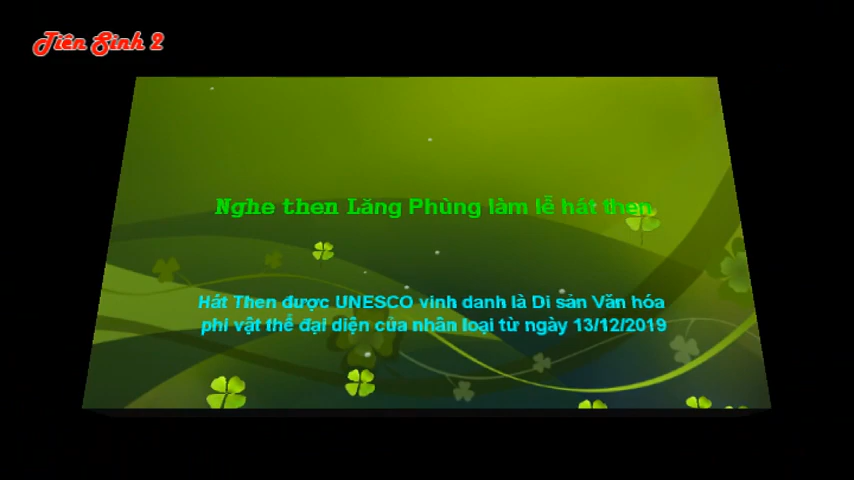 Tiên Sinh 2
Nghe then Lăng Phùng làm lễ hát then
Hát Then được UNESCO vinh danh là Di sản Văn hóa
phi vật thể đại diện của nhân loại từ ngày 13/12/2019